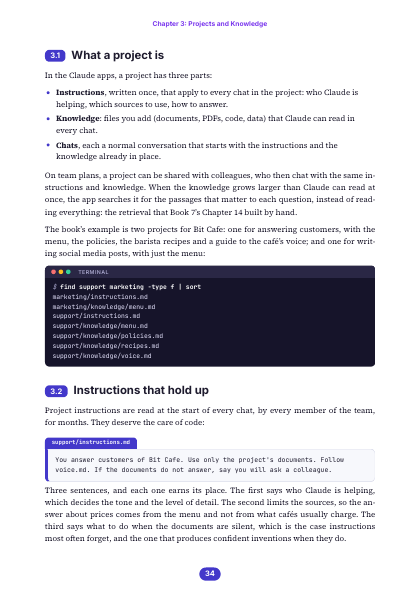 Chapter 3: Projects and Knowledge
3.1 What a project is
In the Claude apps, a project has three parts:
• Instructions, written once, that apply to every chat in the project: who Claude is
helping, which sources to use, how to answer.
• Knowledge: files you add (documents, PDFs, code, data) that Claude can read in
every chat.
• Chats, each a normal conversation that starts with the instructions and the
knowledge already in place.
On team plans, a project can be shared with colleagues, who then chat with the same in-
structions and knowledge. When the knowledge grows larger than Claude can read at
once, the app searches it for the passages that matter to each question, instead of read-
ing everything: the retrieval that Book 7's Chapter 14 built by hand.
The book's example is two projects for Bit Cafe: one for answering customers, with the
menu, the policies, the barista recipes and a guide to the café's voice; and one for writ-
ing social media posts, with just the menu:
TERMINAL
$ find support marketing -type f | sort
marketing/instructions.md
marketing/knowledge/menu.md
support/instructions.md
support/knowledge/menu.md
support/knowledge/policies.md
support/knowledge/recipes.md
support/knowledge/voice.md
3.2 Instructions that hold up
Project instructions are read at the start of every chat, by every member of the team,
for months. They deserve the care of code:
support/instructions.md
You answer customers of Bit Cafe. Use only the project's documents. Follow
voice.md. If the documents do not answer, say you will ask a colleague.
Three sentences, and each one earns its place. The first says who Claude is helping,
which decides the tone and the level of detail. The second limits the sources, so the an-
swer about prices comes from the menu and not from what cafés usually charge. The
third says what to do when the documents are silent, which is the case instructions
most often forget, and the one that produces confident inventions when they do.
34